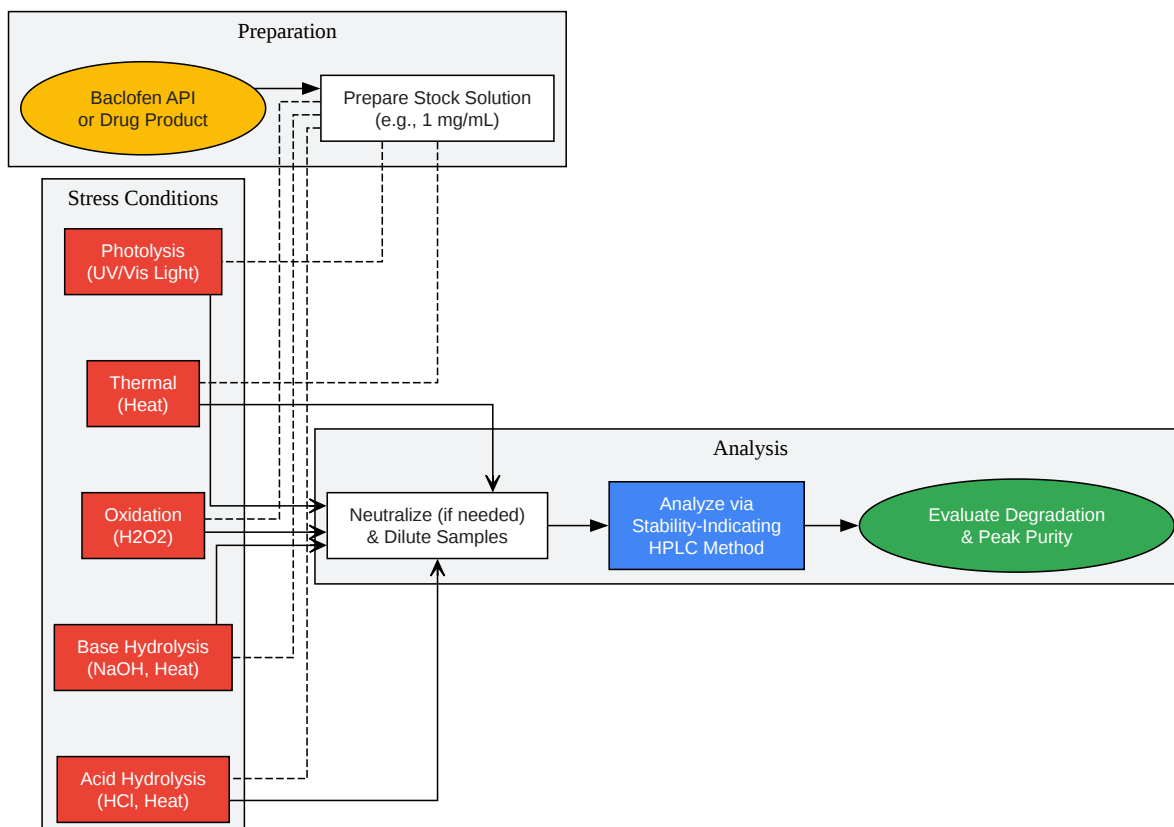 Preparation
Baclofen API
or Drug Product
Prepare Stock Solution
(e.g., 1 mg/mL)
Stress Conditions
Photolysis
(UV/Vis Light)
Thermal
(Heat)
Oxidation
(H2O2)
Base Hydrolysis
(NaOH, Heat)
Acid Hydrolysis
(HCl, Heat)
Analysis
Neutralize (if needed)
& Dilute Samples
Analyze via
Stability-Indicating
HPLC Method
Evaluate Degradation
& Peak Purity